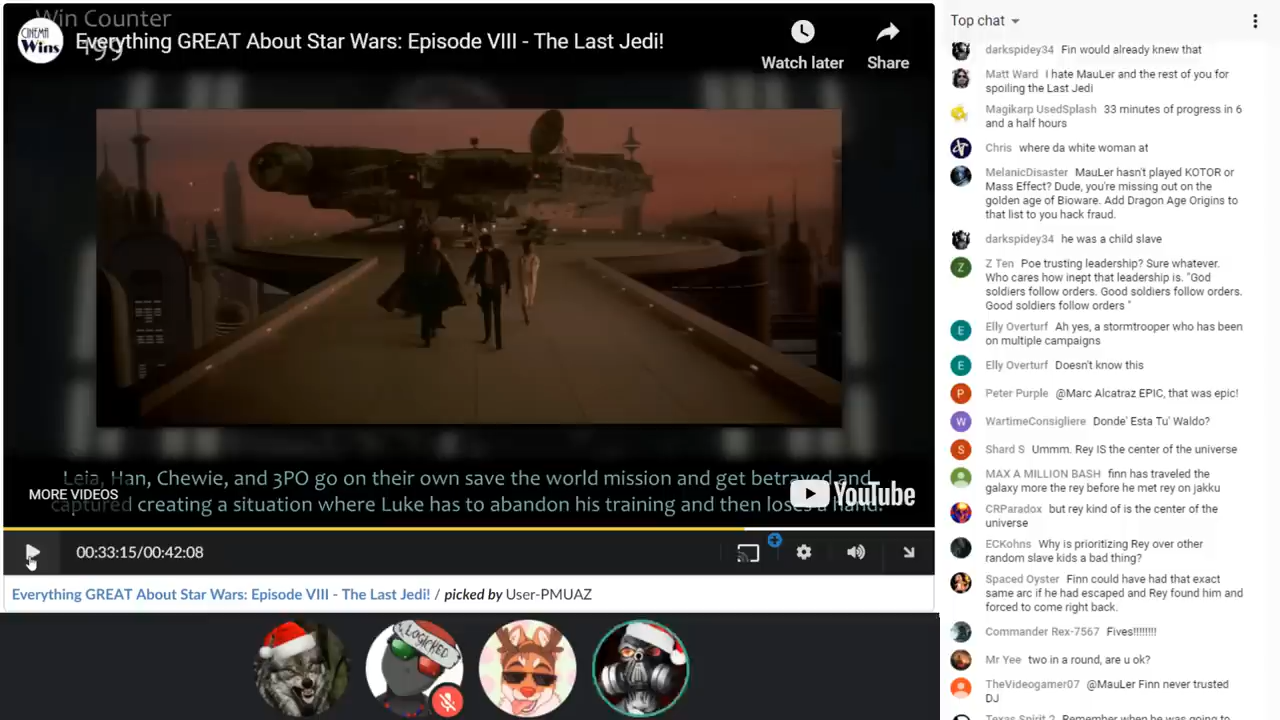 Win Counter
199
CINEMA
Wins
Everything GREAT About Star Wars: Episode VIII - The Last Jedi!
Watch later
Share
Leia, Han, Chewie, and 3PO go on their own save the world mission and get betrayed and
captured creating a situation where Luke has to abandon his training and then loses a hand.
MORE VIDEOS
YouTube
00:33:15/00:42:08
Everything GREAT About Star Wars: Episode VIII - The Last Jedi! / picked by User-PMUAZ
LOGICKED
Top chat
darkspidey34 Fin would already knew that
Matt Ward I hate MauLer and the rest of you for
spoiling the Last Jedi
Magikarp UsedSplash 33 minutes of progress in 6
and a half hours
Chris where da white woman at
MelanicDisaster MauLer hasn't played KOTOR or
Mass Effect? Dude, you're missing out on the
golden age of Bioware. Add Dragon Age Origins to
that list to you hack fraud.
darkspidey34 he was a child slave
Z
Z Ten Poe trusting leadership? Sure whatever.
Who cares how inept that leadership is. "God
soldiers follow orders. Good soldiers follow orders.
Good soldiers follow orders "
E
Elly Overturf Ah yes, a stormtrooper who has been
on multiple campaigns
E
Elly Overturf Doesn't know this
P
Peter Purple @Marc Alcatraz EPIC, that was epic!
W
WartimeConsigliere Donde' Esta Tu' Waldo?
S
Shard S Ummm. Rey IS the center of the universe
MAX A MILLION BASH finn has traveled the
galaxy more the rey before he met rey on jakku
CRParadox but rey kind of is the center of the
universe
ECKohns Why is prioritizing Rey over other
random slave kids a bad thing?
Spaced Oyster Finn could have had that exact
same arc if he had escaped and Rey found him and
forced to come right back.
Commander Rex-7567 Fives!!!!!!!!
Mr Yee two in a round, are u ok?
TheVideogamer07 @MauLer Finn never trusted
DJ
Texas Spirit 2 Remember when he was going to